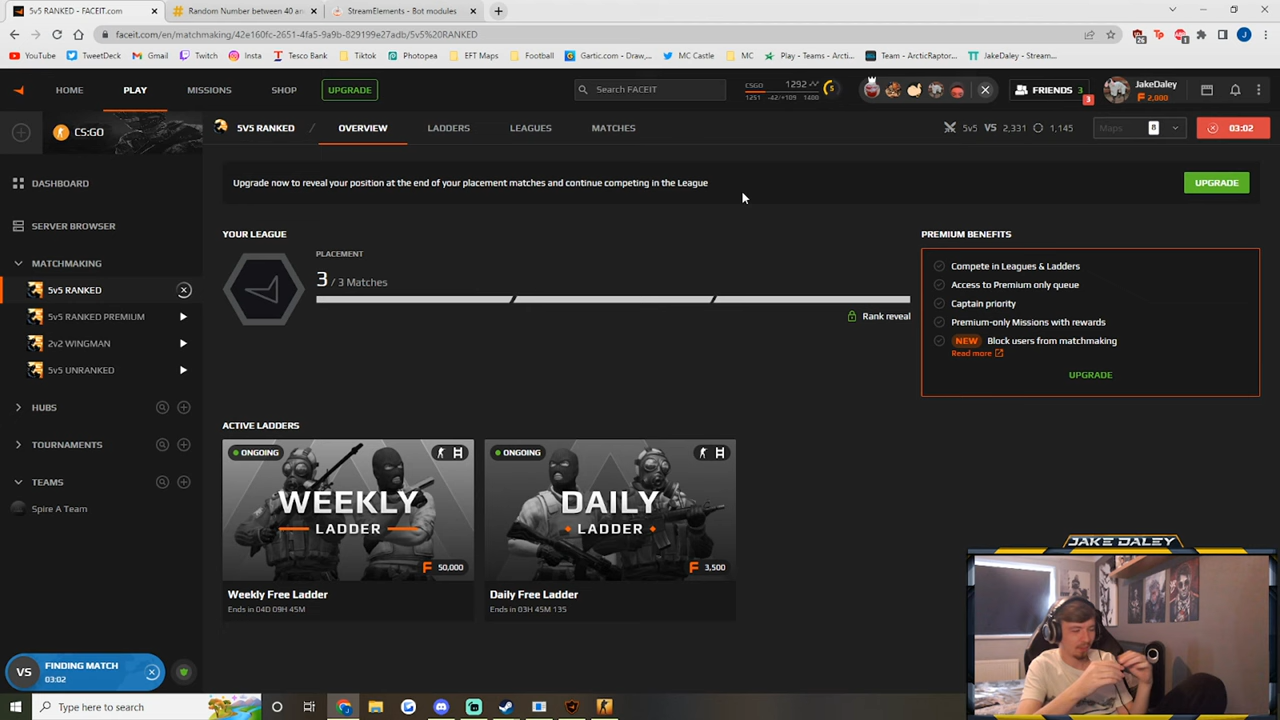 5v5 RANKED - FACEIT.com
Random Number between 40 an
StreamElements - Bot modules
faceit.com/en/matchmaking/42e160fc-2651-4fa5-9a9b-829199e27adb/5v5%20RANKED
YouTube
TweetDeck
Gmail
Twitch
Insta
Tesco Bank
Tiktok
Photopea
EFT Maps
Football
Gartic.com - Draw,...
MC Castle
MC
Play - Teams - Arcti...
Team - ArcticRaptor...
JakeDaley - Stream...
HOME
PLAY
MISSIONS
SHOP
UPGRADE
Search FACEIT
CSGO 1292
1251 -42/+109 1400
5
FRIENDS 3
3
JakeDaley
2,000
CS:GO
5V5 RANKED / OVERVIEW
LADDERS
LEAGUES
MATCHES
5v5 VS 2,331 1,145
Maps 8
03:02
DASHBOARD
SERVER BROWSER
MATCHMAKING
5v5 RANKED
5v5 RANKED PREMIUM
2v2 WINGMAN
5v5 UNRANKED
HUBS
TOURNAMENTS
TEAMS
Spire A Team
Upgrade now to reveal your position at the end of your placement matches and continue competing in the League
UPGRADE
YOUR LEAGUE
PLACEMENT
3 / 3 Matches
Rank reveal
PREMIUM BENEFITS
Compete in Leagues & Ladders
Access to Premium only queue
Captain priority
Premium-only Missions with rewards
NEW Block users from matchmaking
Read more
UPGRADE
ACTIVE LADDERS
ONGOING
WEEKLY
LADDER
50,000
Weekly Free Ladder
Ends in 04D 09H 45M
ONGOING
DAILY
LADDER
3,500
Daily Free Ladder
Ends in 03H 45M 13S
JAKE DALEY
VS
FINDING MATCH
03:02
Type here to search